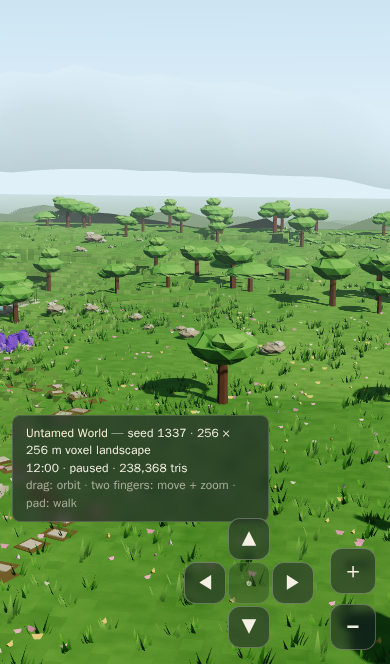 Untamed World — seed 1337 · 256 ×
256 m voxel landscape
12:00 · paused · 238,368 tris
drag: orbit · two fingers: move + zoom ·
pad: walk
+
−